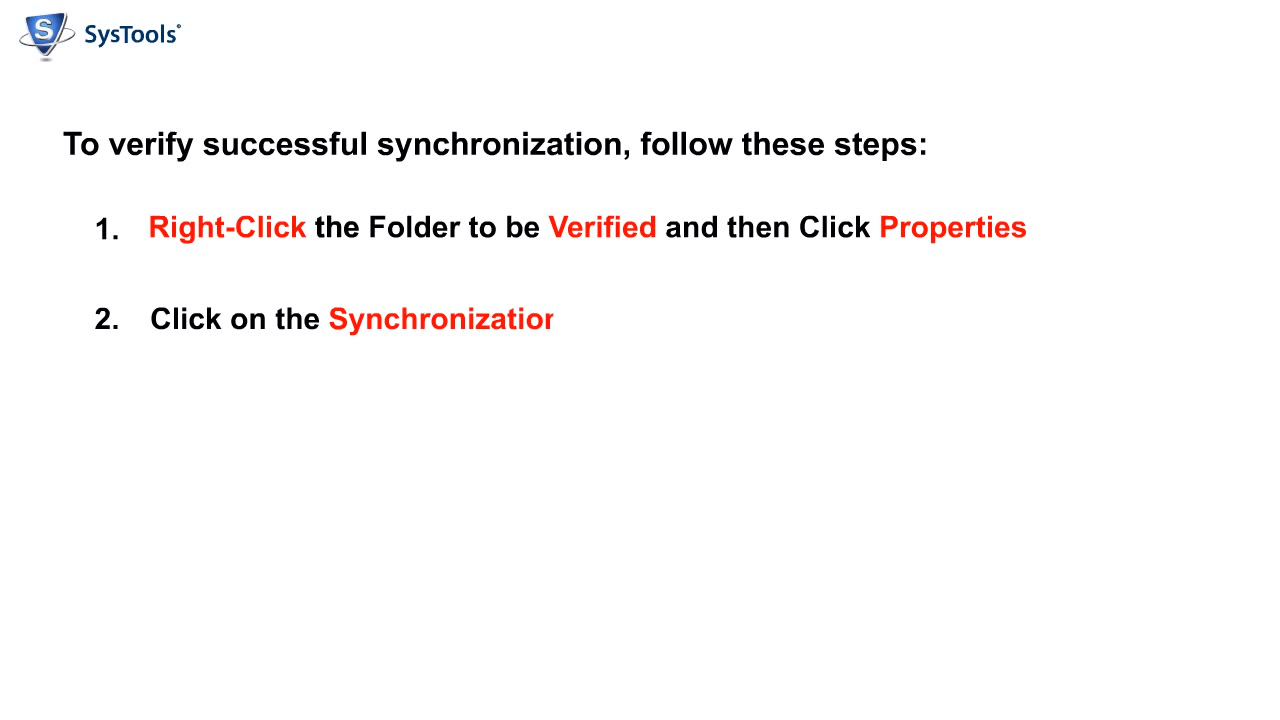 SysTools®
To verify successful synchronization, follow these steps:
1. Right-Click the Folder to be Verified and then Click Properties
2. Click on the Synchronization